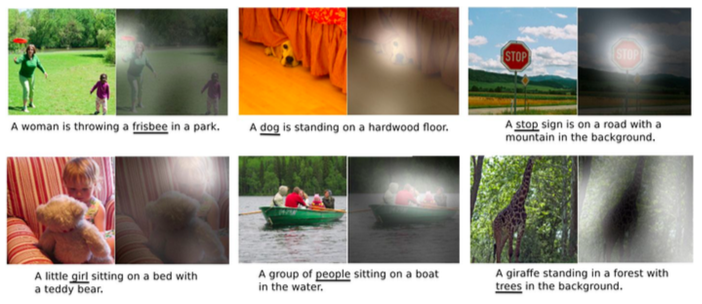 STOP
STOP
A woman is throwing a frisbee in a park.
A dog is standing on a hardwood floor.
A stop sign is on a road with a
mountain in the background.
A little girl sitting on a bed with
a teddy bear.
A group of people sitting on a boat
in the water.
A giraffe standing in a forest with
trees in the background.